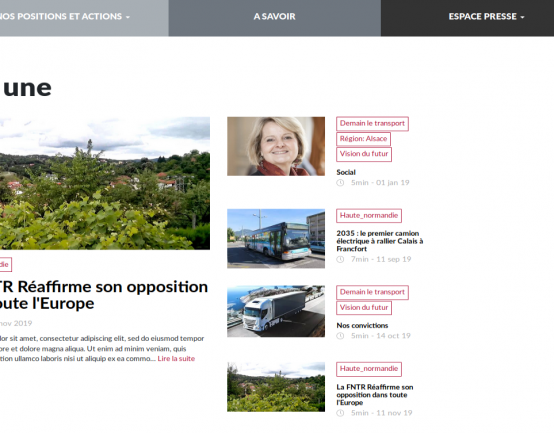 NOS POSITIONS ET ACTIONS
A SAVOIR
ESPACE PRESSE
une
die
TR Réaffirme son opposition
oute l'Europe
nov 2019
lor sit amet, consectetur adipiscing elit, sed do eiusmod tempor
ore et dolore magna aliqua. Ut enim ad minim veniam, quis
tion ullamco laboris nisi ut aliquip ex ea commo... Lire la suite
Demain le transport
Région: Alsace
Vision du futur
Social
5min - 01 jan 19
Haute_normandie
2035 : le premier camion
électrique à rallier Calais à
Francfort
7min - 11 sep 19
Demain le transport
Vision du futur
Nos convictions
5min - 14 oct 19
Haute_normandie
La FNTR Réaffirme son
opposition dans toute
l'Europe
5min - 11 nov 19